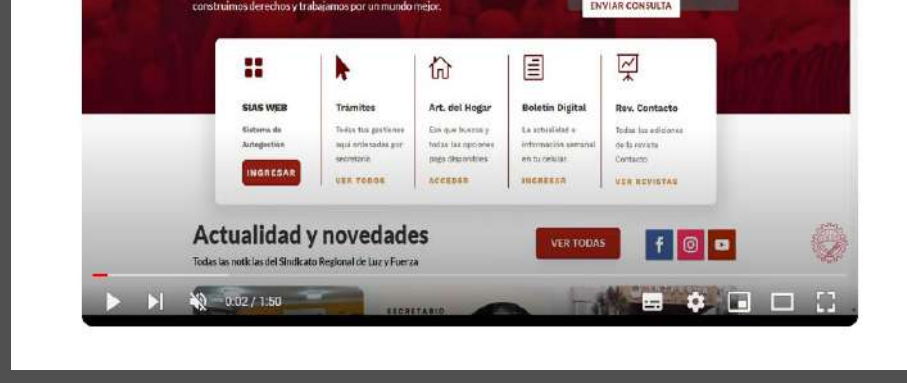 construimos derechos y trabajamos por un mundo mejor.
ENVIAR CONSULTA
SIAS WEB
Sistema de
Autogestión
INGRESAR
Trámites
Todos tus gestiones
aquí ordenadas por
secretaría
VER TODOS
Art. del Hogar
Los que buscas y
todas las opciones
pago disponibles
ACCEDER
Boletín Digital
La actualidad e
información semanal
en tu celular
INGRESAR
Rev. Contacto
Todas las ediciones
de la revista
Contacto
VER REVISTAS
Actualidad y novedades
Todas las noticias del Sindicato Regional de Luz y Fuerza
VER TODAS
0:02 / 1:50
SECRETARIO